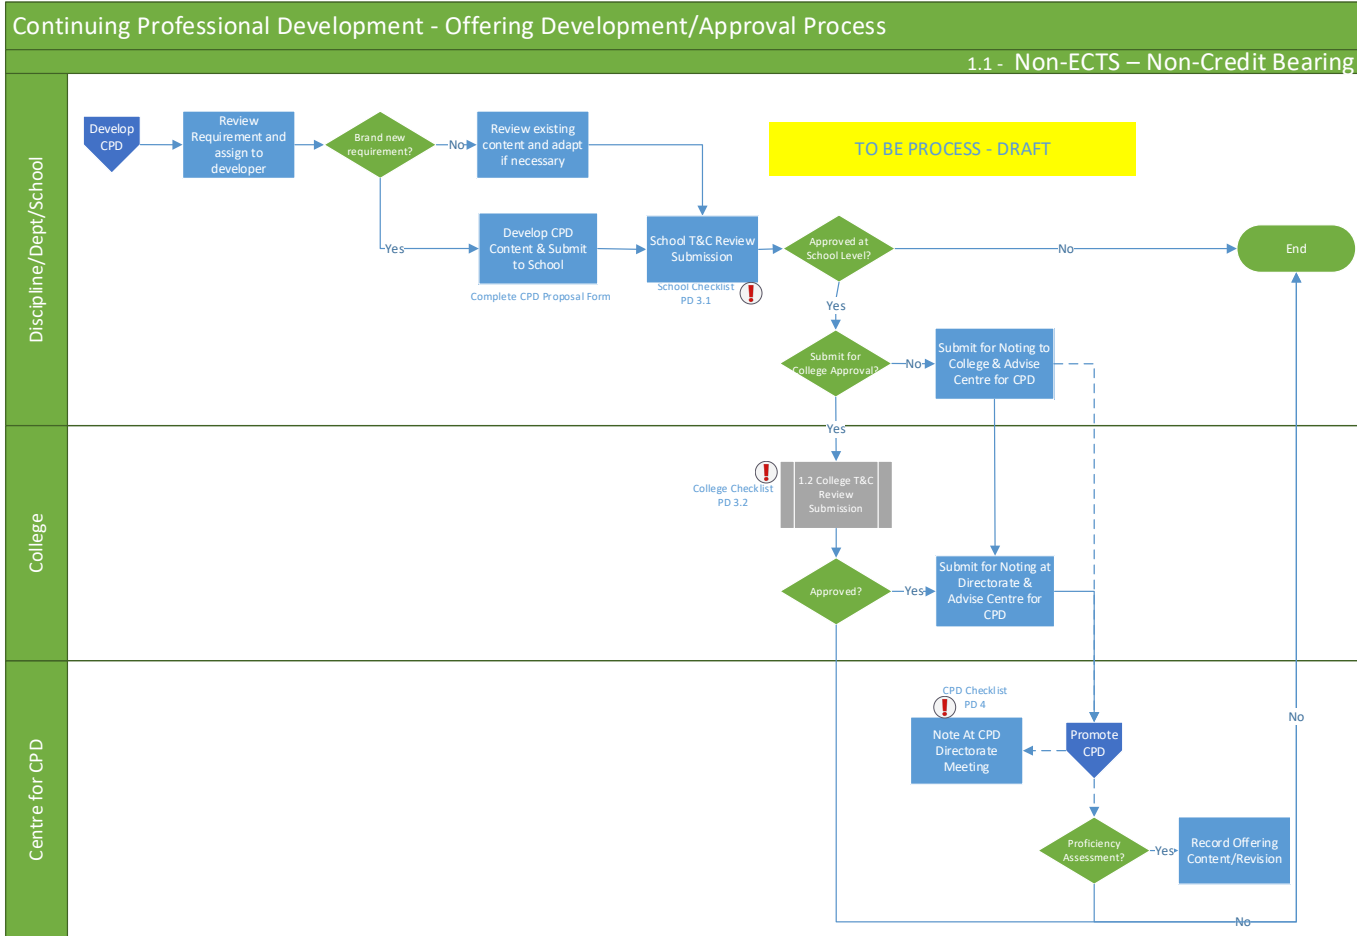 Continuing Professional Development - Offering Development/Approval Process
1.1 - Non-ECTS – Non-Credit Bearing
Discipline/Dept/School
Develop
CPD
Review
Requirement and
assign to
developer
Brand new
requirement?
No
Review existing
content and adapt
if necessary
TO BE PROCESS - DRAFT
Yes
Develop CPD
Content & Submit
to School
Complete CPD Proposal Form
School T&C Review
Submission
School Checklist
PD 3.1
Approved at
School Level?
No
End
Yes
Submit for
College Approval?
No
Submit for Noting to
College & Advise
Centre for CPD
Yes
College
College Checklist
PD 3.2
1.2 College T&C
Review
Submission
Approved?
Yes
Submit for Noting at
Directorate &
Advise Centre for
CPD
Centre for CPD
CPD Checklist
PD 4
Note At CPD
Directorate
Meeting
Promote
CPD
No
Proficiency
Assessment?
Yes
Record Offering
Content/Revision
No